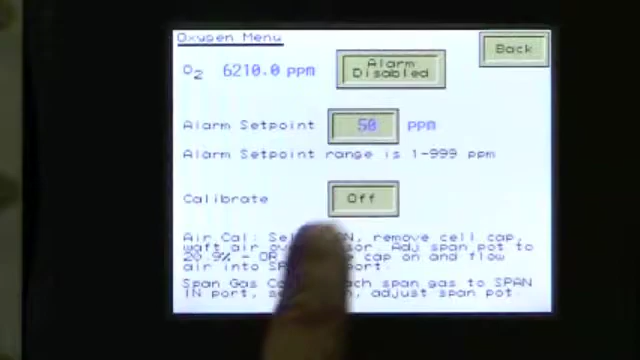 Oxygen Menu
Back
O2 6210.0 ppm
Alarm Disabled
Alarm Setpoint 50 ppm
Alarm Setpoint range is 1-999 ppm
Calibrate Off
Air Cal: remove cell cap,
waft air Adj span pot to
20.9% - OR cap on and flow
air into port.
Span Gas span gas to SPAN
IN port, adjust span pot